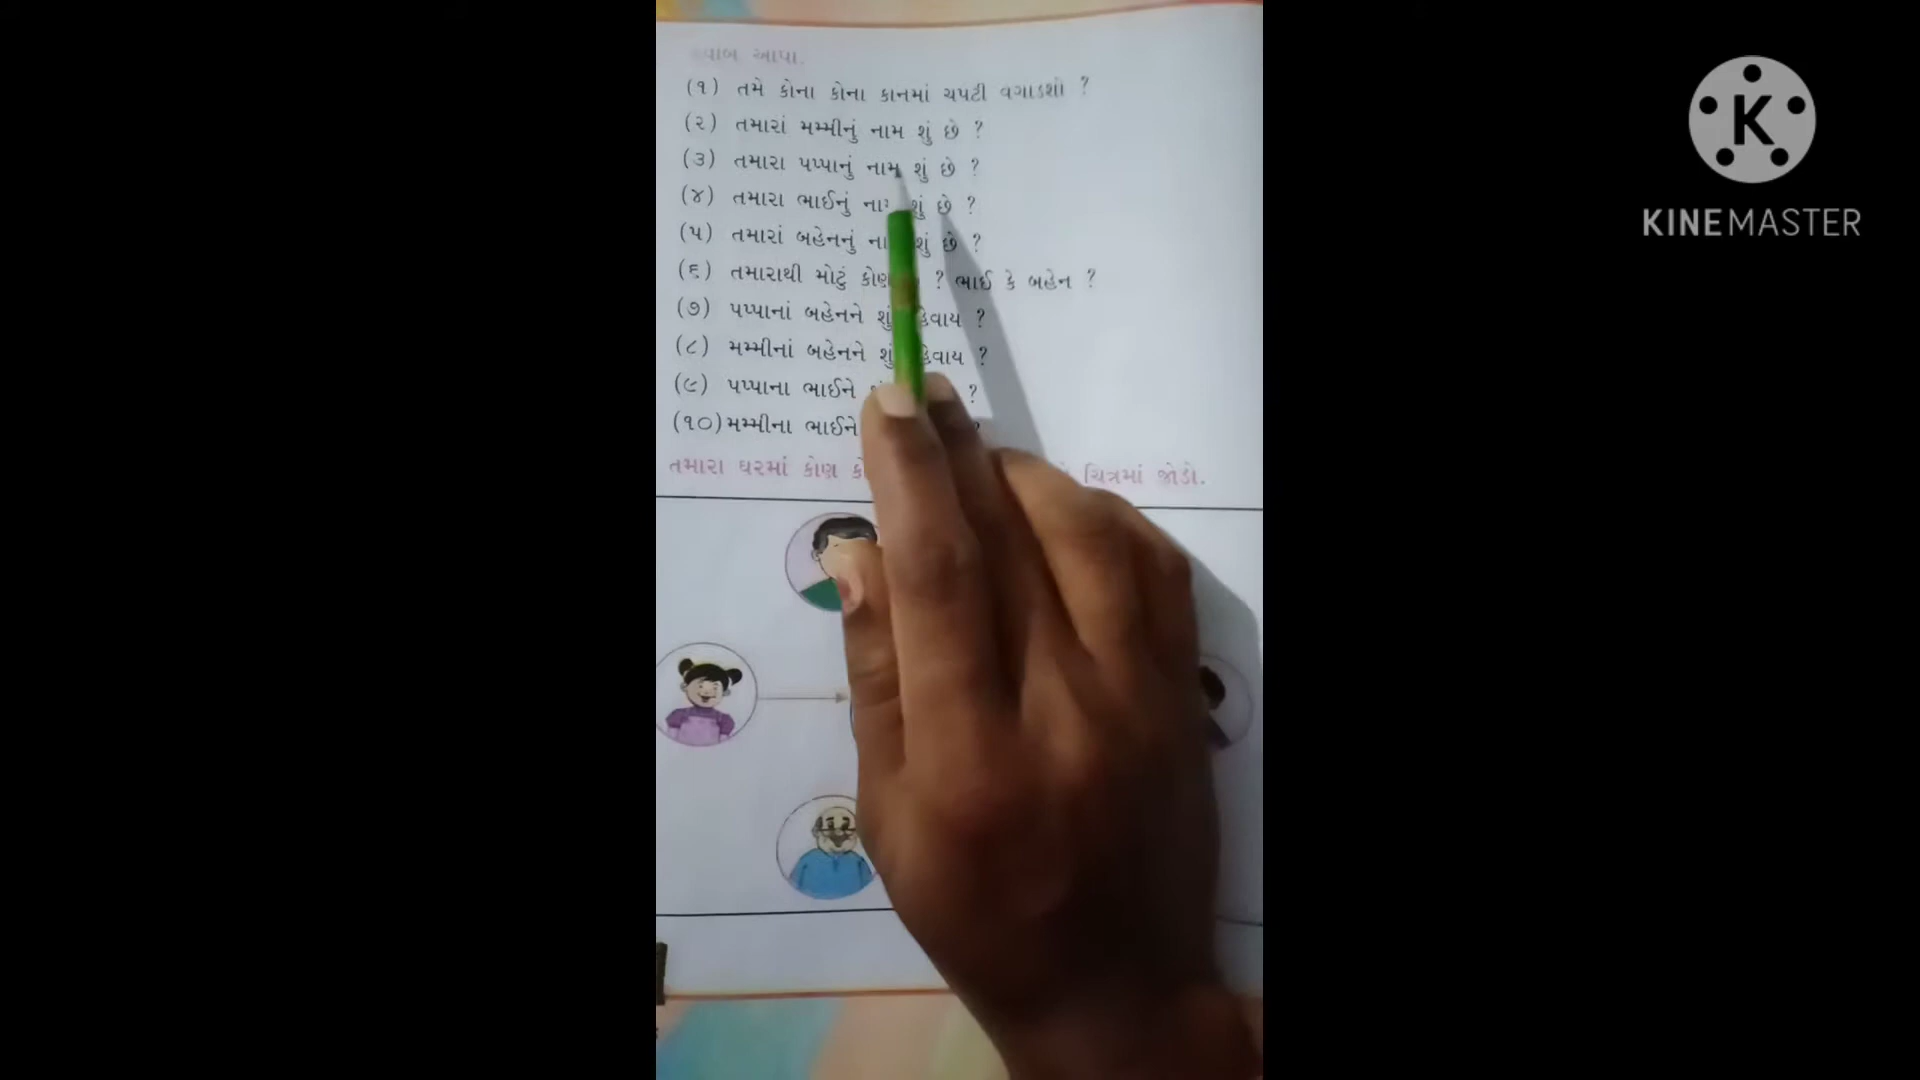 જવાબ આપો.
(૧) તમે કોના કોના કાનમાં ચપટી વગાડશો ?
(૨) તમારાં મમ્મીનું નામ શું છે ?
(૩) તમારા પપ્પાનું નામ શું છે ?
(૪) તમારા ભાઈનું શું છે ?
(૫) તમારાં બહેનનું શું છે ?
(૬) તમારાથી મોટું કોણ ? ભાઈ કે બહેન ?
(૭) પપ્પાનાં બહેનને શું ?
(૮) મમ્મીનાં બહેનને શું ?
(૯) પપ્પાના ભાઈને ?
(૧૦) મમ્મીના ભાઈને ?
તમારા ઘરમાં કોણ ચિત્રમાં જોડો.
K
KINEMASTER